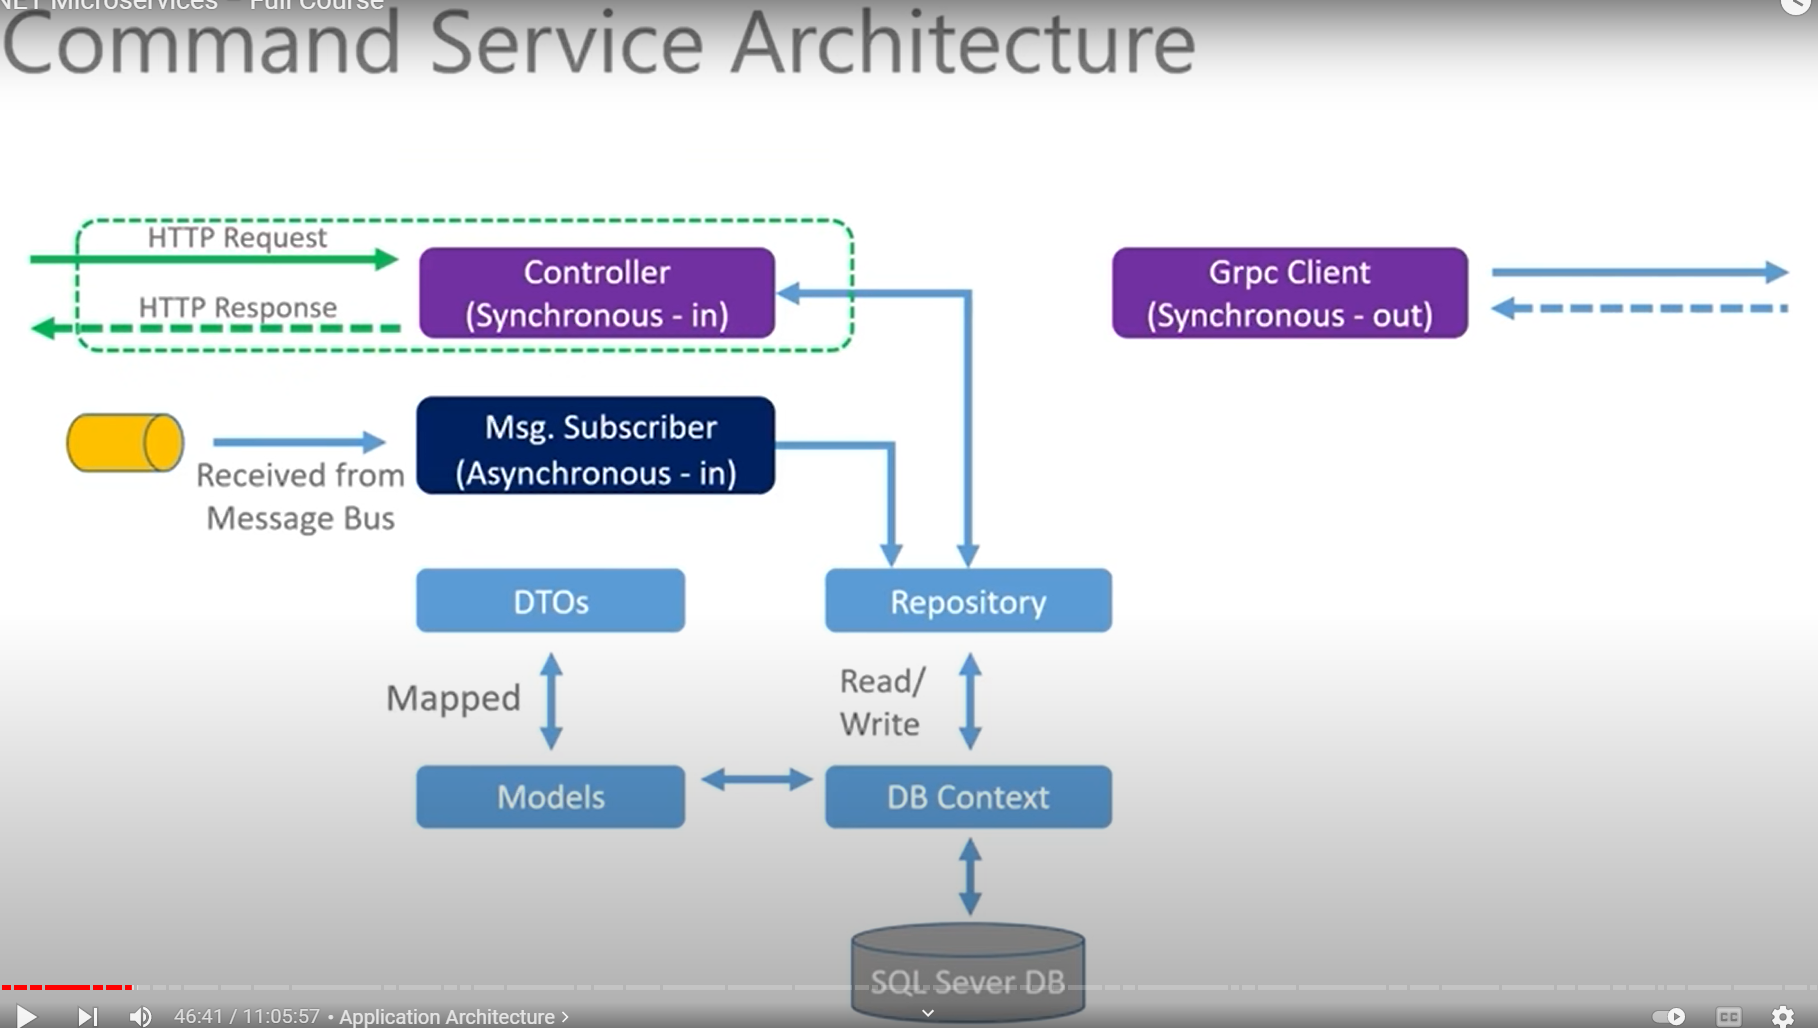 NET Microservices – Full Course
Command Service Architecture
HTTP Request
HTTP Response
Controller
(Synchronous - in)
Grpc Client
(Synchronous - out)
Msg. Subscriber
(Asynchronous - in)
Received from
Message Bus
DTOs
Repository
Mapped
Read/
Write
Models
DB Context
SQL Sever DB
46:41 / 11:05:57 • Application Architecture
CC